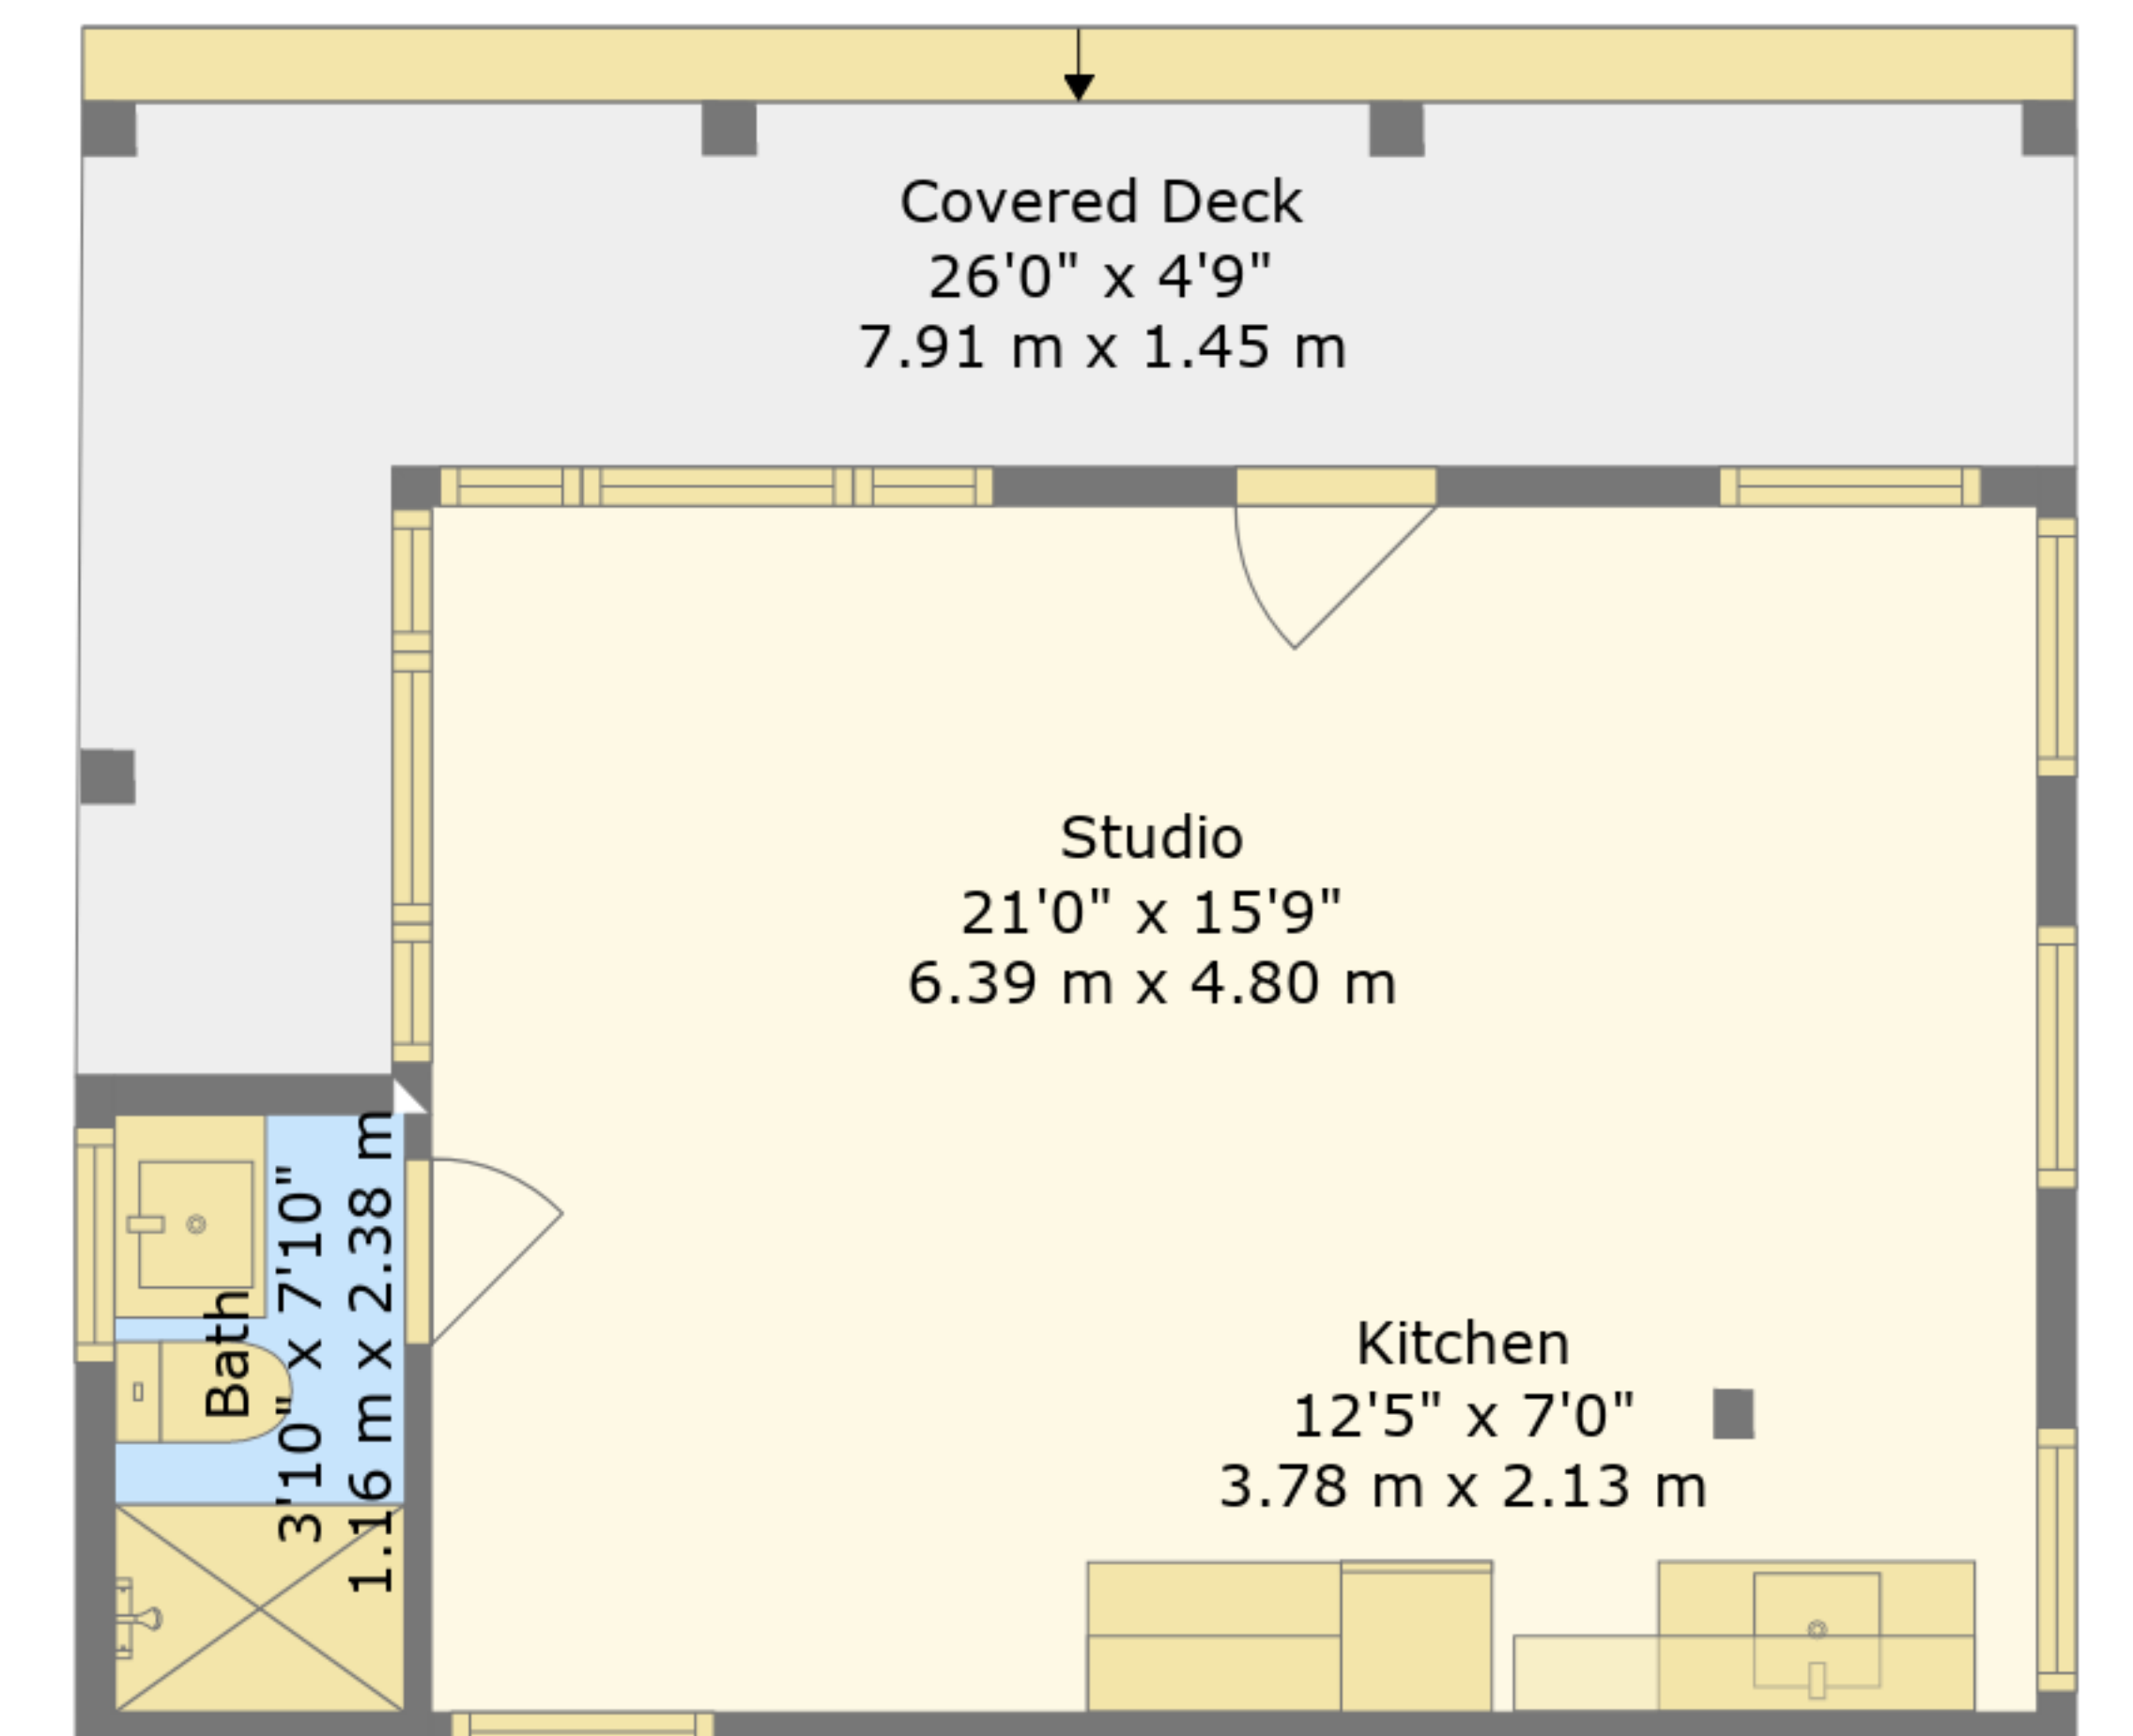 Covered Deck
26'0" x 4'9"
7.91 m x 1.45 m
Studio
21'0" x 15'9"
6.39 m x 4.80 m
Bath
3'10" x 7'10"
1.16 m x 2.38 m
Kitchen
12'5" x 7'0"
3.78 m x 2.13 m